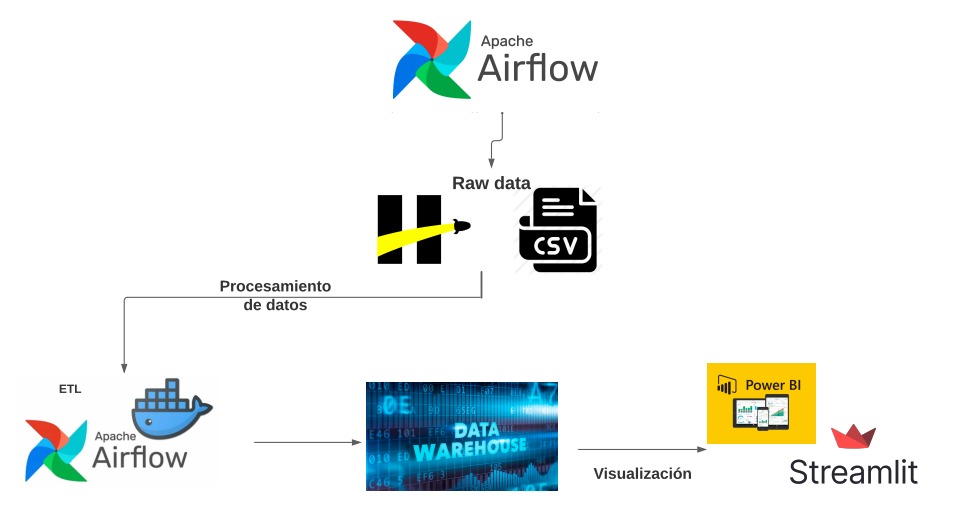 Apache
Airflow
Raw data
CSV
Procesamiento
de datos
ETL
Apache
Airflow
DATA
WAREHOUSE
Power BI
Visualización
Streamlit